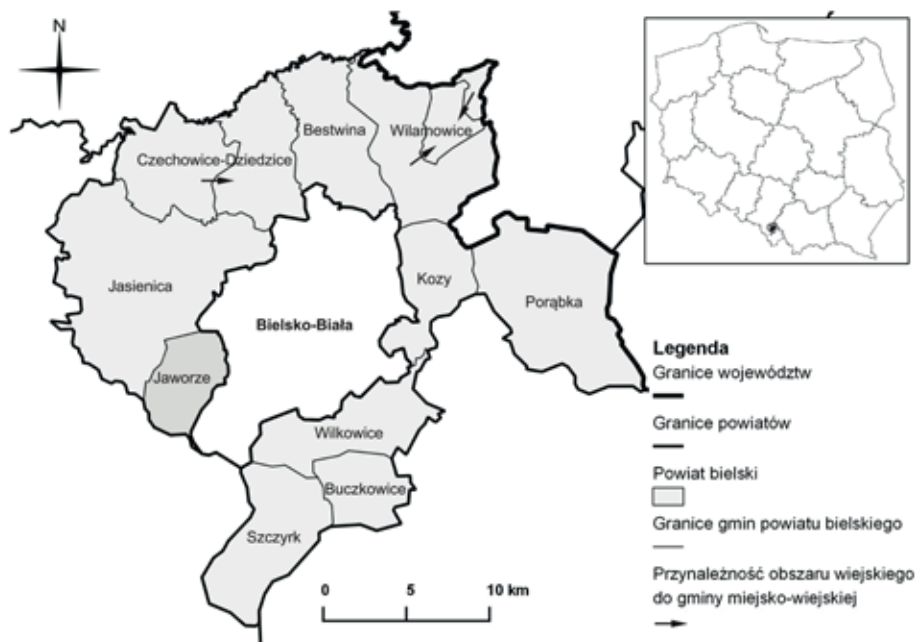 N
Bestwina
Wilamowice
Czechowice-Dziedzice
Jasienica
Kozy
Porąbka
Bielsko-Biała
Jaworze
Wilkowice
Buczkowice
Szczyrk
0 5 10 km
Legenda
Granice województw
Granice powiatów
Powiat bielski
Granice gmin powiatu bielskiego
Przynależność obszaru wiejskiego
do gminy miejsko-wiejskiej